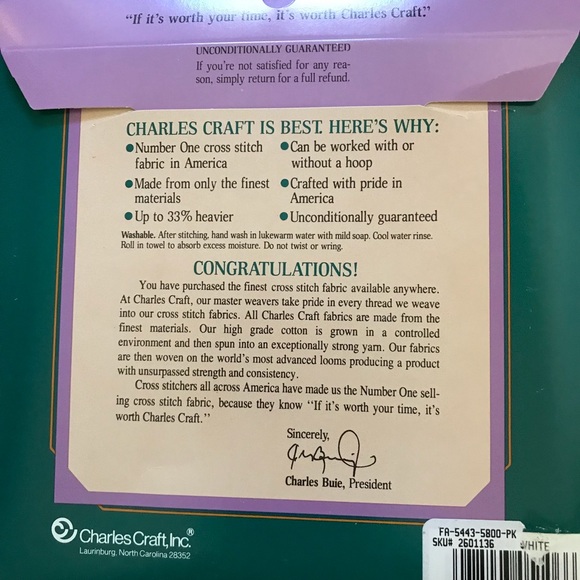 "If it's worth your time, it's worth Charles Craft."
UNCONDITIONALLY GUARANTEED
If you're not satisfied for any rea-
son, simply return for a full refund.
CHARLES CRAFT IS BEST. HERE'S WHY:
●Number One cross stitch
fabric in America
●Made from only the finest
materials
●Up to 33% heavier
●Can be worked with or
without a hoop
●Crafted with pride in
America
●Unconditionally guaranteed
Washable. After stitching, hand wash in lukewarm water with mild soap. Cool water rinse.
Roll in towel to absorb excess moisture. Do not twist or wring.
CONGRATULATIONS!
You have purchased the finest cross stitch fabric available anywhere.
At Charles Craft, our master weavers take pride in every thread we weave
into our cross stitch fabrics. All Charles Craft fabrics are made from the
finest materials. Our high grade cotton is grown in a controlled
environment and then spun into an exceptionally strong yarn. Our fabrics
are then woven on the world's most advanced looms producing a product
with unsurpassed strength and consistency.
Cross stitchers all across America have made us the Number One sell-
ing cross stitch fabric, because they know "If it's worth your time, it's
worth Charles Craft."
Sincerely,
Charles Buie, President
Charles Craft, Inc.®
Laurinburg, North Carolina 28352
FA-5443-5800-PK
SKU# 2601136 WHITE